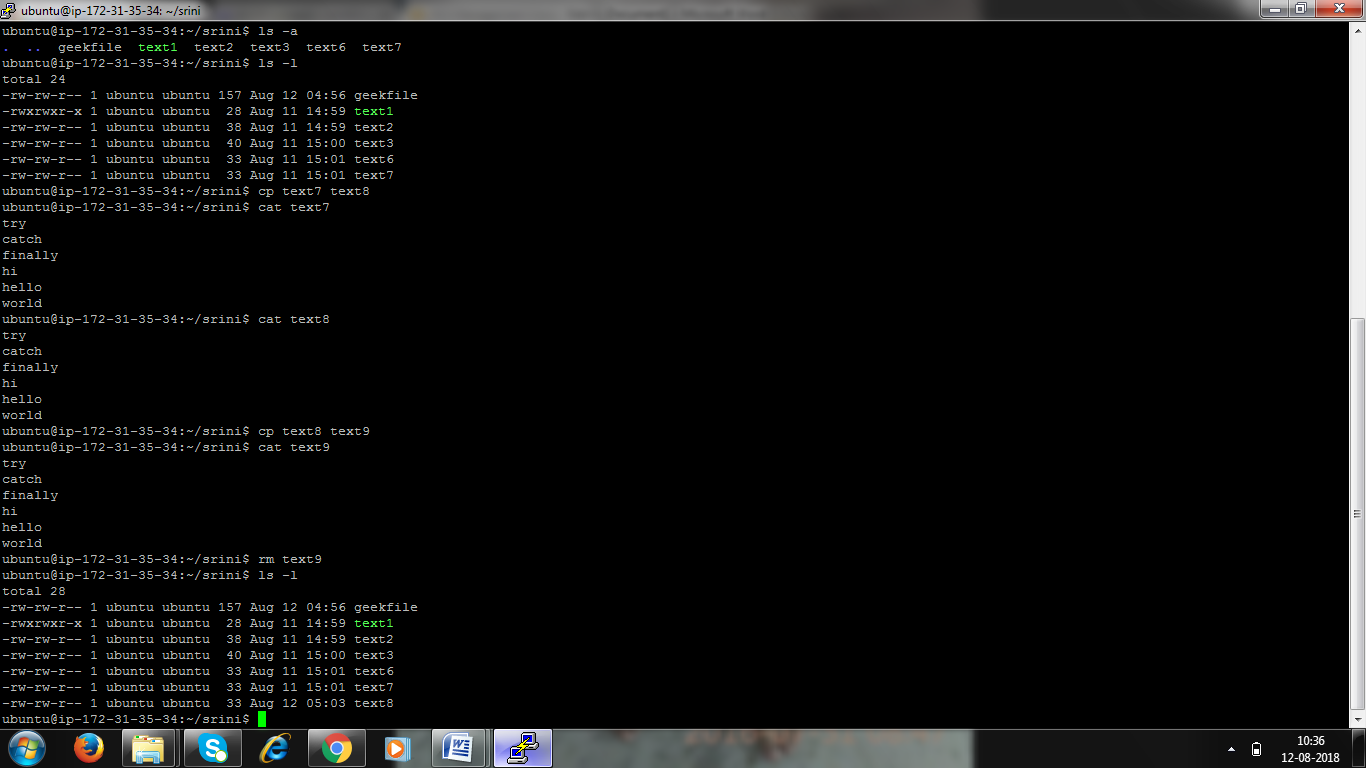 ubuntu@ip-172-31-35-34: ~/srini
ubuntu@ip-172-31-35-34:~/srini$ ls -a
.  ..  geekfile  text1  text2  text3  text6  text7
ubuntu@ip-172-31-35-34:~/srini$ ls -l
total 24
-rw-rw-r-- 1 ubuntu ubuntu 157 Aug 12 04:56 geekfile
-rwxrwxr-x 1 ubuntu ubuntu  28 Aug 11 14:59 text1
-rw-rw-r-- 1 ubuntu ubuntu  38 Aug 11 14:59 text2
-rw-rw-r-- 1 ubuntu ubuntu  40 Aug 11 15:00 text3
-rw-rw-r-- 1 ubuntu ubuntu  33 Aug 11 15:01 text6
-rw-rw-r-- 1 ubuntu ubuntu  33 Aug 11 15:01 text7
ubuntu@ip-172-31-35-34:~/srini$ cp text7 text8
ubuntu@ip-172-31-35-34:~/srini$ cat text7
try
catch
finally
hi
hello
world
ubuntu@ip-172-31-35-34:~/srini$ cat text8
try
catch
finally
hi
hello
world
ubuntu@ip-172-31-35-34:~/srini$ cp text8 text9
ubuntu@ip-172-31-35-34:~/srini$ cat text9
try
catch
finally
hi
hello
world
ubuntu@ip-172-31-35-34:~/srini$ rm text9
ubuntu@ip-172-31-35-34:~/srini$ ls -l
total 28
-rw-rw-r-- 1 ubuntu ubuntu 157 Aug 12 04:56 geekfile
-rwxrwxr-x 1 ubuntu ubuntu  28 Aug 11 14:59 text1
-rw-rw-r-- 1 ubuntu ubuntu  38 Aug 11 14:59 text2
-rw-rw-r-- 1 ubuntu ubuntu  40 Aug 11 15:00 text3
-rw-rw-r-- 1 ubuntu ubuntu  33 Aug 11 15:01 text6
-rw-rw-r-- 1 ubuntu ubuntu  33 Aug 11 15:01 text7
-rw-rw-r-- 1 ubuntu ubuntu  33 Aug 12 05:03 text8
ubuntu@ip-172-31-35-34:~/srini$
10:36
12-08-2018